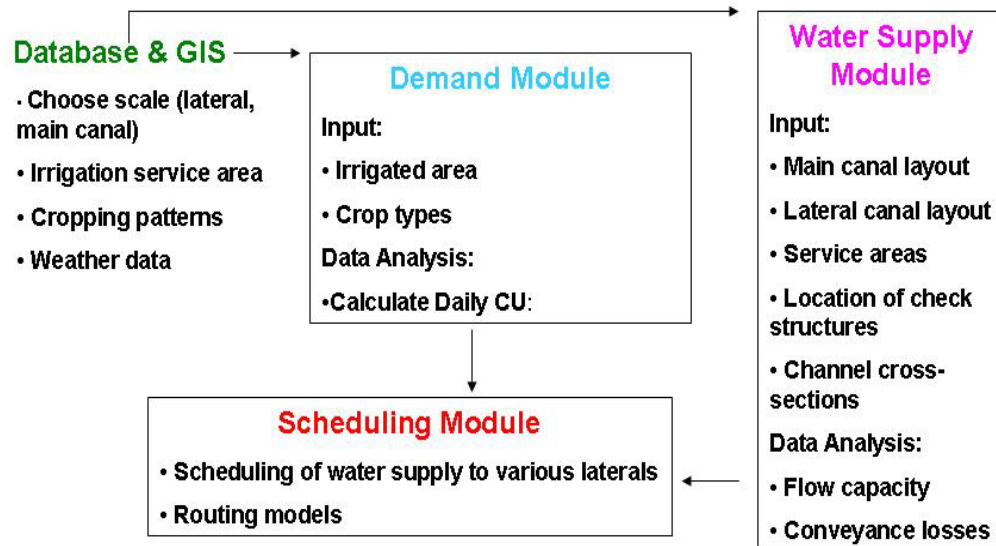 Database & GIS
· Choose scale (lateral,
main canal)
• Irrigation service area
• Cropping patterns
• Weather data
Demand Module
Input:
• Irrigated area
• Crop types
Data Analysis:
•Calculate Daily CU:
Water Supply
Module
Input:
• Main canal layout
• Lateral canal layout
• Service areas
• Location of check
structures
• Channel cross-
sections
Data Analysis:
• Flow capacity
• Conveyance losses
Scheduling Module
• Scheduling of water supply to various laterals
• Routing models